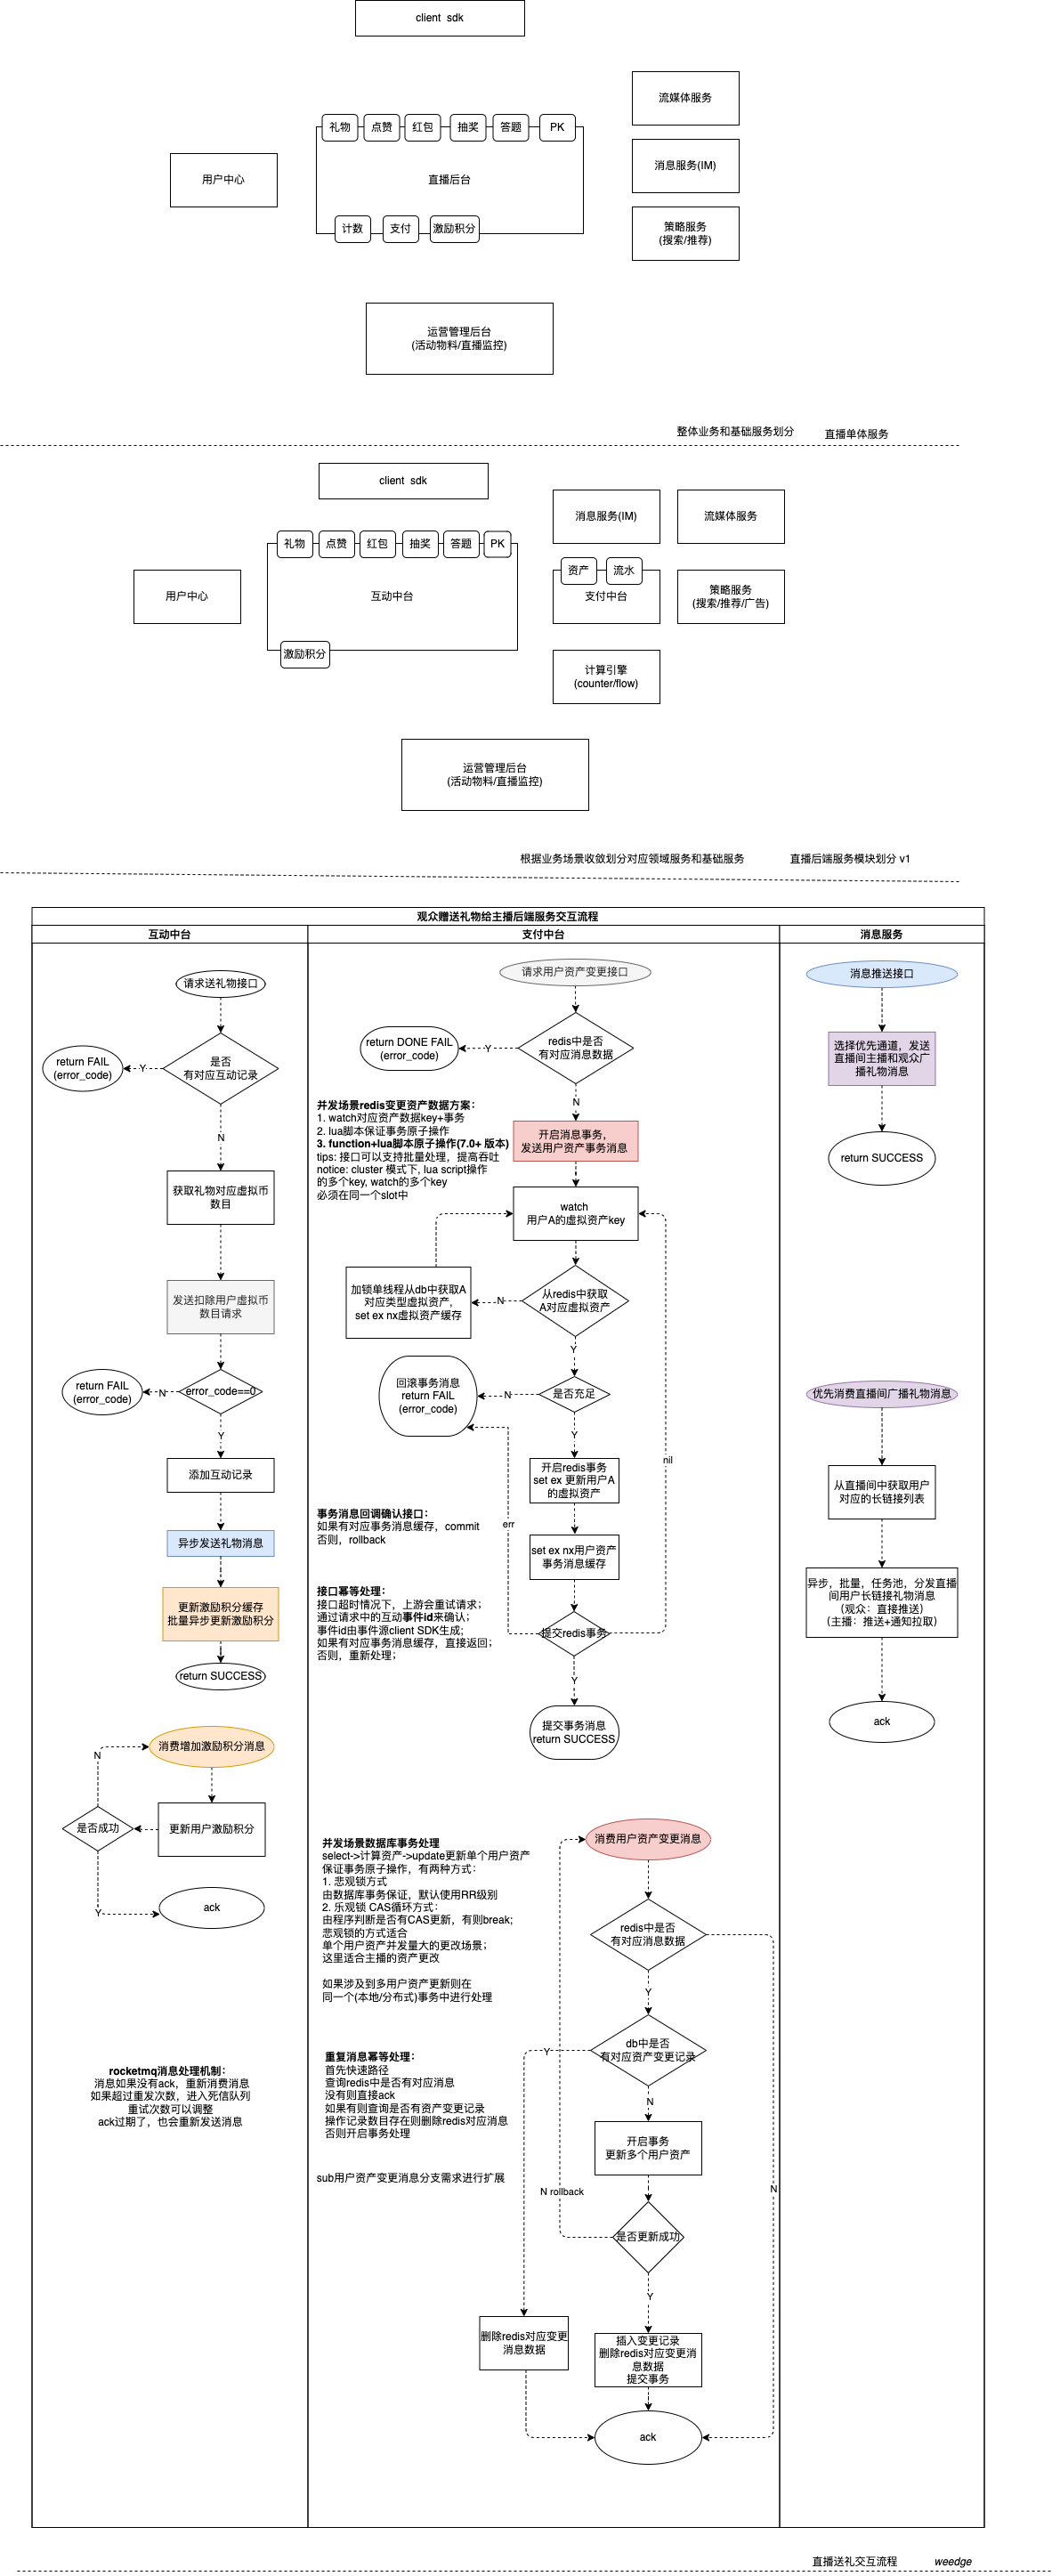 client  sdk
流媒体服务
礼物
点赞
红包
抽奖
答题
PK
消息服务(IM)
用户中心
直播后台
计数
支付
激励积分
策略服务
(搜索/推荐)
运营管理后台
(活动物料/直播监控)
整体业务和基础服务划分
直播单体服务
client  sdk
消息服务(IM)
流媒体服务
礼物
点赞
红包
抽奖
答题
PK
资产
流水
用户中心
互动中台
支付中台
策略服务
(搜索/推荐/广告)
激励积分
计算引擎
(counter/flow)
运营管理后台
(活动物料/直播监控)
根据业务场景收敛划分对应领域服务和基础服务
直播后端服务模块划分 v1
观众赠送礼物给主播后端服务交互流程
互动中台
支付中台
消息服务
请求送礼物接口
是否
有对应互动记录
Y
return FAIL
(error_code)
N
获取礼物对应虚拟币
数目
发送扣除用户虚拟币
数目请求
error_code==0
N
return FAIL
(error_code)
Y
添加互动记录
异步发送礼物消息
更新激励积分缓存
批量异步更新激励积分
return SUCCESS
消费增加激励积分消息
N
是否成功
更新用户激励积分
Y
ack
rocketmq消息处理机制：
消息如果没有ack，重新消费消息
如果超过重发次数，进入死信队列
重试次数可以调整
ack过期了，也会重新发送消息
请求用户资产变更接口
redis中是否
有对应消息数据
Y
return DONE FAIL
(error_code)
N
并发场景redis变更资产数据方案：
1. watch对应资产数据key+事务
2. lua脚本保证事务原子操作
3. function+lua脚本原子操作(7.0+ 版本)
tips: 接口可以支持批量处理，提高吞吐
notice: cluster 模式下, lua script操作
的多个key, watch的多个key
必须在同一个slot中
开启消息事务，
发送用户资产事务消息
watch
用户A的虚拟资产key
加锁单线程从db中获取A
对应类型虚拟资产，
set ex nx虚拟资产缓存
N
从redis中获取
A对应虚拟资产
Y
回滚事务消息
return FAIL
(error_code)
N
是否充足
Y
nil
开启redis事务
set ex 更新用户A
的虚拟资产
事务消息回调确认接口：
如果有对应事务消息缓存，commit
否则，rollback
err
set ex nx用户资产
事务消息缓存
接口幂等处理：
接口超时情况下，上游会重试请求；
通过请求中的互动事件id来确认；
事件id由事件源client SDK生成;
如果有对应事务消息缓存，直接返回；
否则，重新处理；
提交redis事务
Y
提交事务消息
return SUCCESS
消费用户资产变更消息
并发场景数据库事务处理
select->计算资产->update更新单个用户资产
保证事务原子操作，有两种方式：
1. 悲观锁方式
由数据库事务保证，默认使用RR级别
2. 乐观锁 CAS循环方式：
由程序判断是否有CAS更新，有则break;
悲观锁的方式适合
单个用户资产并发量大的更改场景；
这里适合主播的资产更改
如果涉及到多用户资产更新则在
同一个(本地/分布式)事务中进行处理
redis中是否
有对应消息数据
Y
db中是否
有对应资产变更记录
Y
重复消息幂等处理：
首先快速路径
查询redis中是否有对应消息
没有则直接ack
如果有则查询是否有资产变更记录
操作记录数目存在则删除redis对应消息
否则开启事务处理
N
开启事务
更新多个用户资产
sub用户资产变更消息分支需求进行扩展
N rollback
N
是否更新成功
Y
删除redis对应变更
消息数据
插入变更记录
删除redis对应变更消
息数据
提交事务
ack
消息推送接口
选择优先通道，发送
直播间主播和观众广
播礼物消息
return SUCCESS
优先消费直播间广播礼物消息
从直播间中获取用户
对应的长链接列表
异步，批量，任务池，分发直播
间用户长链接礼物消息
(观众：直接推送)
(主播：推送+通知拉取)
ack
直播送礼交互流程
weedge